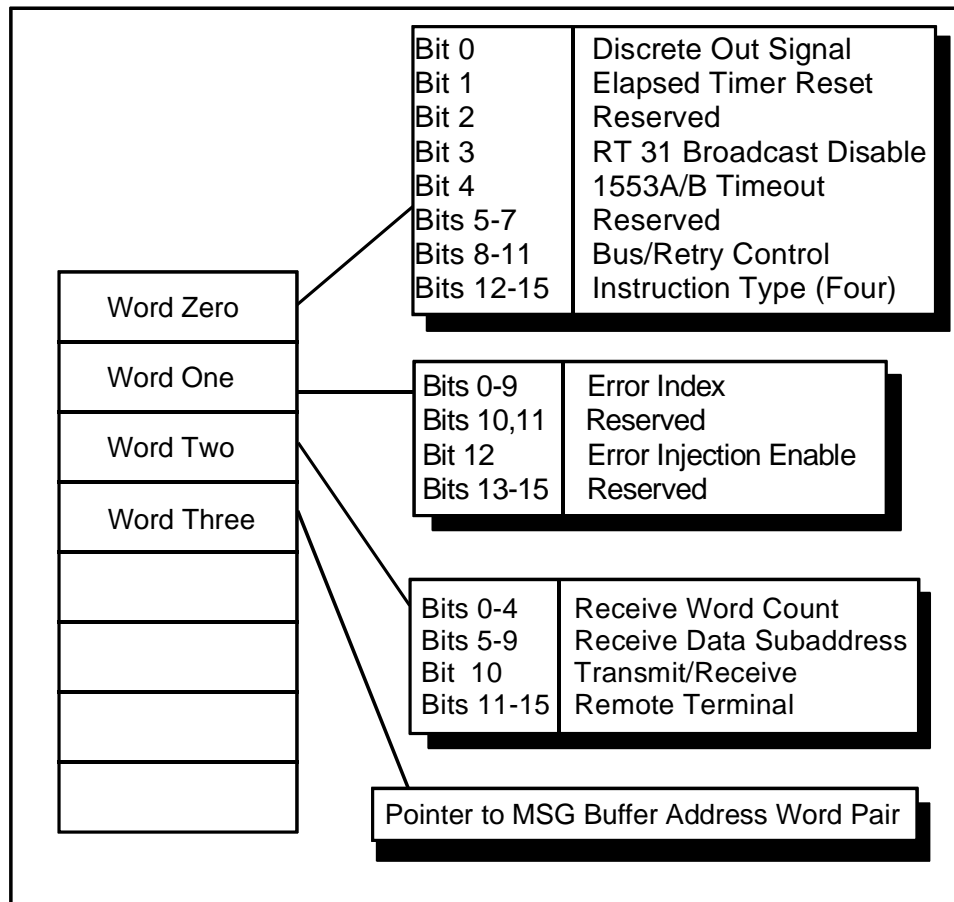 Bit 0 Discrete Out Signal
Bit 1 Elapsed Timer Reset
Bit 2 Reserved
Bit 3 RT 31 Broadcast Disable
Bit 4 1553A/B Timeout
Bits 5-7 Reserved
Bits 8-11 Bus/Retry Control
Bits 12-15 Instruction Type (Four)
Word Zero
Word One
Word Two
Word Three
Bits 0-9 Error Index
Bits 10,11 Reserved
Bit 12 Error Injection Enable
Bits 13-15 Reserved
Bits 0-4 Receive Word Count
Bits 5-9 Receive Data Subaddress
Bit 10 Transmit/Receive
Bits 11-15 Remote Terminal
Pointer to MSG Buffer Address Word Pair